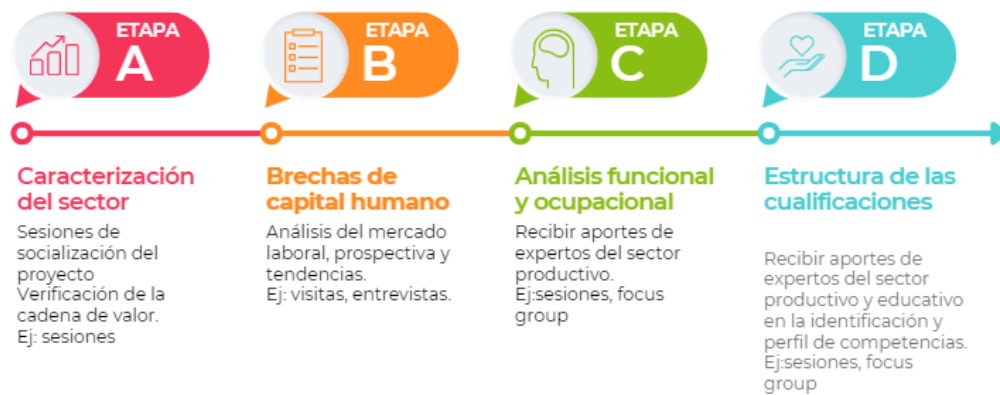 ETAPA
A
Caracterización
del sector
Sesiones de
socialización del
proyecto
Verificación de la
cadena de valor.
Ej: sesiones
ETAPA
B
Brechas de
capital humano
Análisis del mercado
laboral, prospectiva y
tendencias.
Ej: visitas, entrevistas.
ETAPA
C
Análisis funcional
y ocupacional
Recibir aportes de
expertos del sector
productivo.
Ej:sesiones, focus
group
ETAPA
D
Estructura de las
cualificaciones
Recibir aportes de
expertos del sector
productivo y educativo
en la identificación y
perfil de competencias.
Ej:sesiones, focus
group